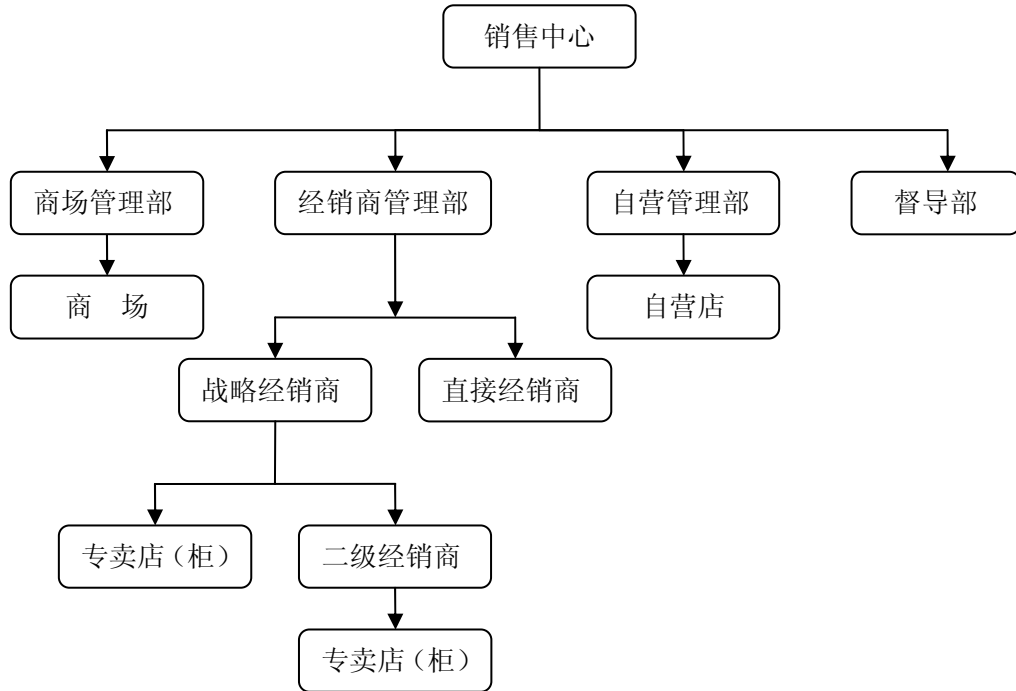 销售中心
商场管理部
经销商管理部
自营管理部
督导部
商　场
自营店
战略经销商
直接经销商
专卖店（柜）
二级经销商
专卖店（柜）